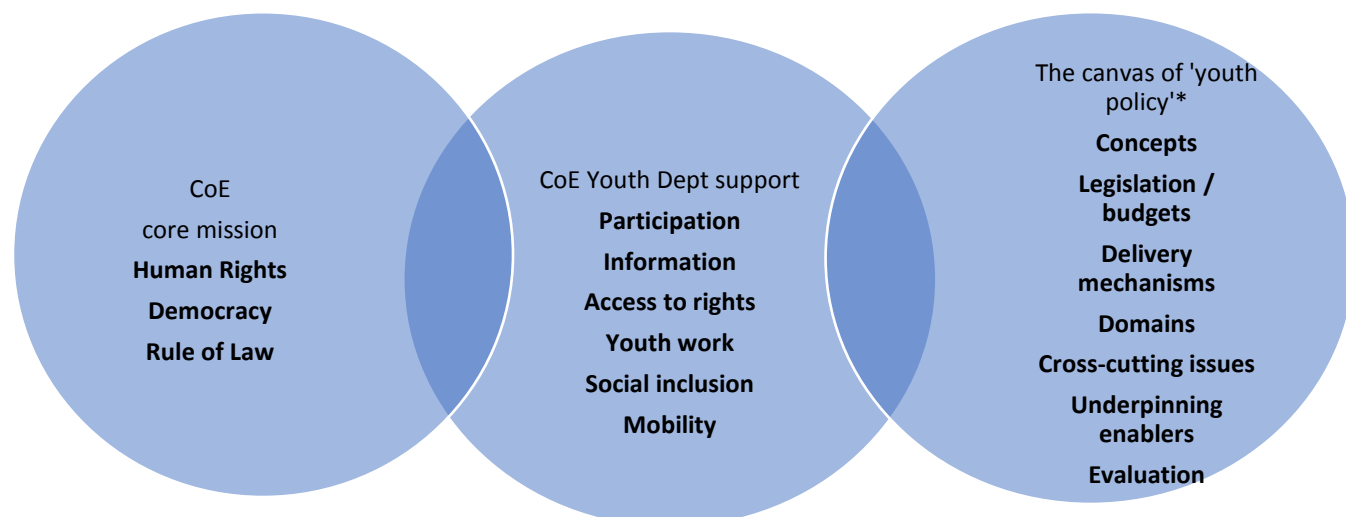 CoE
core mission
Human Rights
Democracy
Rule of Law
CoE Youth Dept support
Participation
Information
Access to rights
Youth work
Social inclusion
Mobility
The canvas of 'youth
policy'*
Concepts
Legislation /
budgets
Delivery
mechanisms
Domains
Cross-cutting issues
Underpinning
enablers
Evaluation